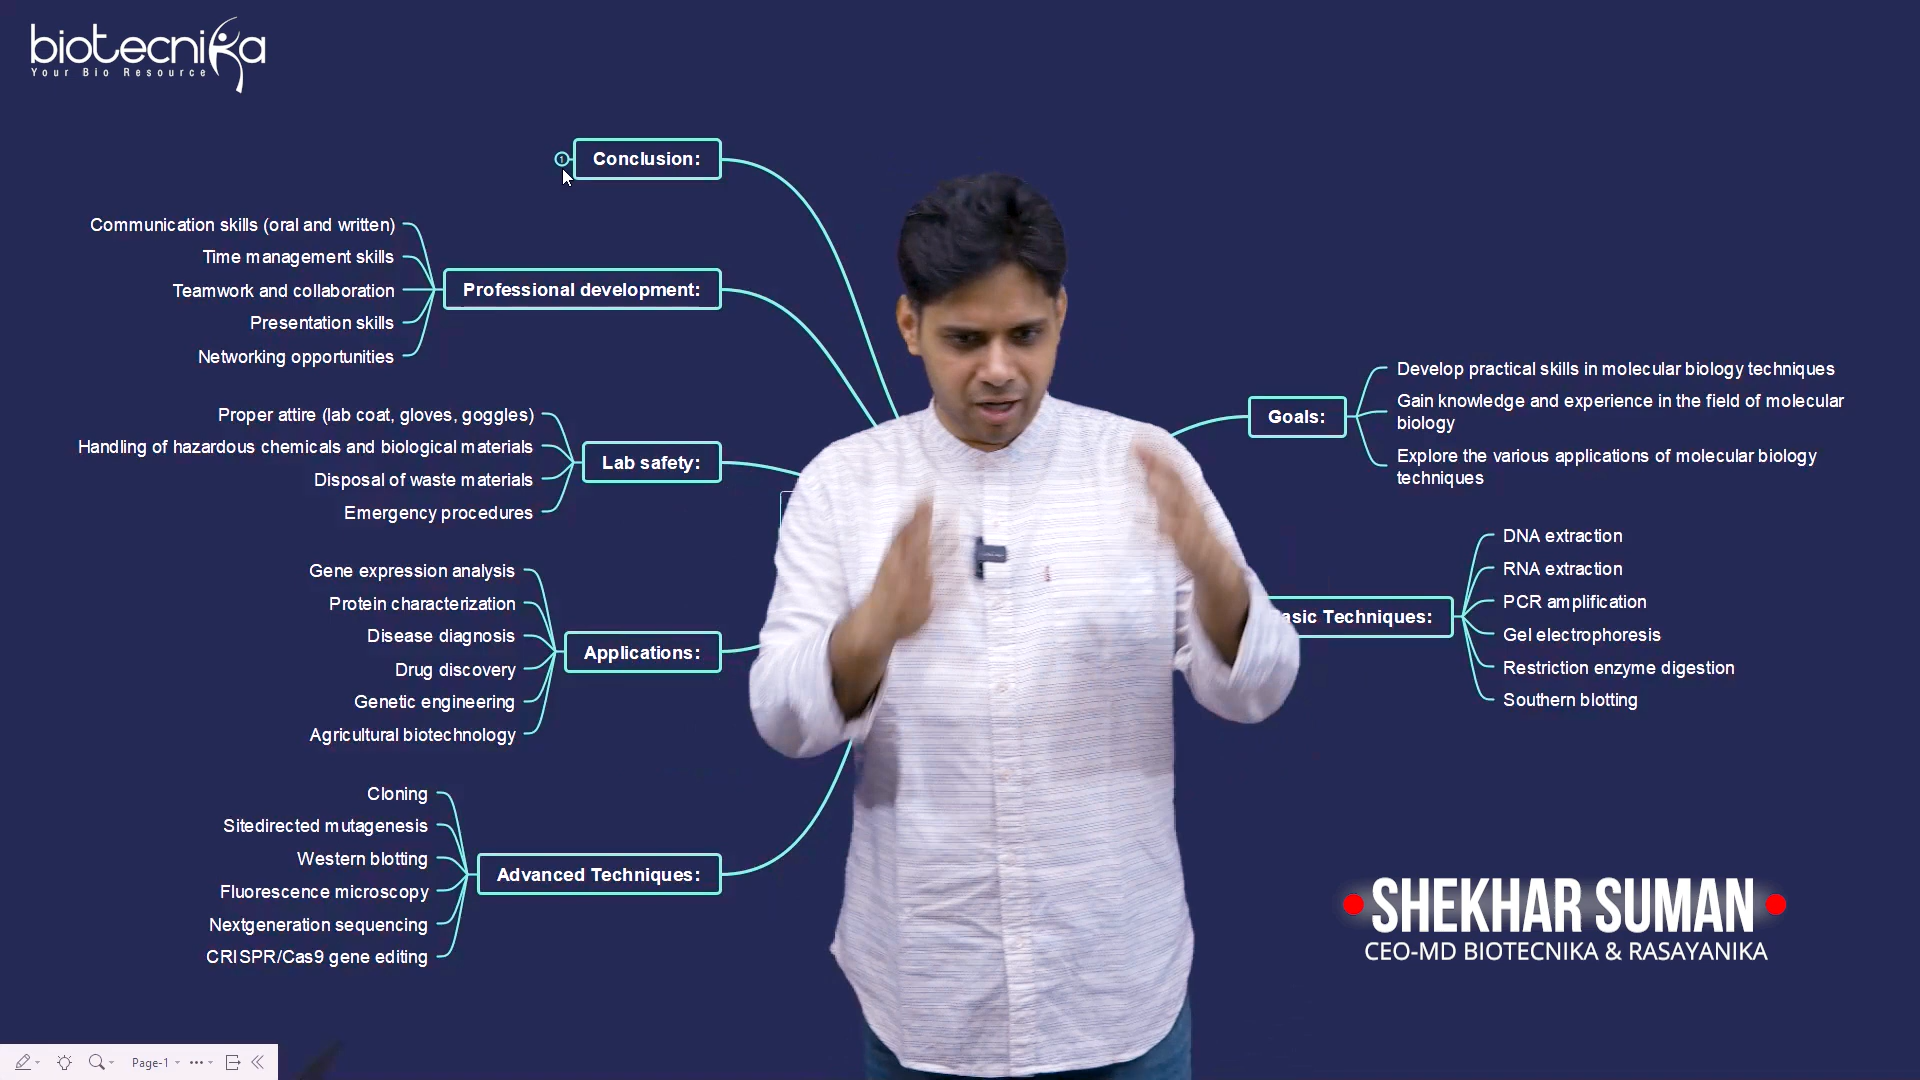 biotecnika
Your Bio Resource
Conclusion:
1
Communication skills (oral and written)
Time management skills
Teamwork and collaboration
Presentation skills
Networking opportunities
Professional development:
Proper attire (lab coat, gloves, goggles)
Handling of hazardous chemicals and biological materials
Disposal of waste materials
Emergency procedures
Lab safety:
Gene expression analysis
Protein characterization
Disease diagnosis
Drug discovery
Genetic engineering
Agricultural biotechnology
Applications:
Cloning
Sitedirected mutagenesis
Western blotting
Fluorescence microscopy
Nextgeneration sequencing
CRISPR/Cas9 gene editing
Advanced Techniques:
Goals:
Develop practical skills in molecular biology techniques
Gain knowledge and experience in the field of molecular
biology
Explore the various applications of molecular biology
techniques
asic Techniques:
DNA extraction
RNA extraction
PCR amplification
Gel electrophoresis
Restriction enzyme digestion
Southern blotting
SHEKHAR SUMAN
CEO-MD BIOTECNIKA & RASAYANIKA
Page-1